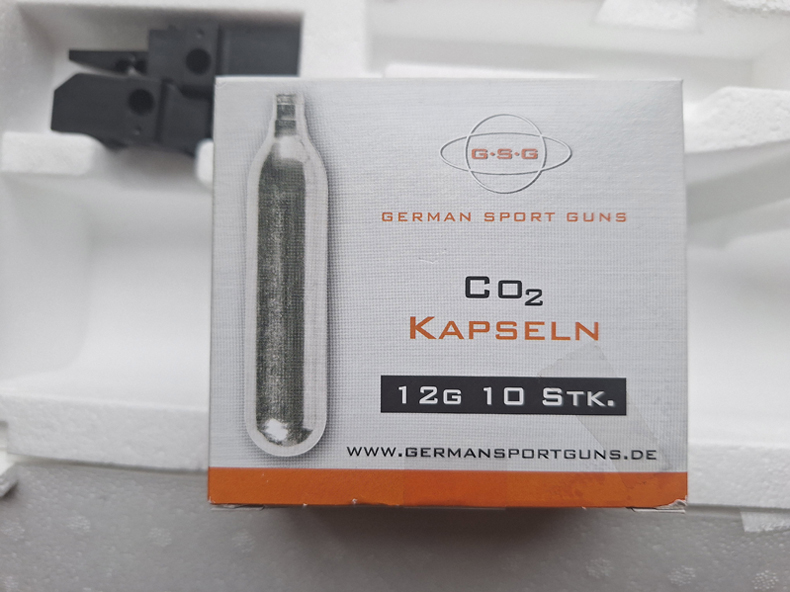 G•S•G
GERMAN SPORT GUNS
CO₂
KAPSELN
12G 10 STK.
WWW.GERMANSPORTGUNS.DE